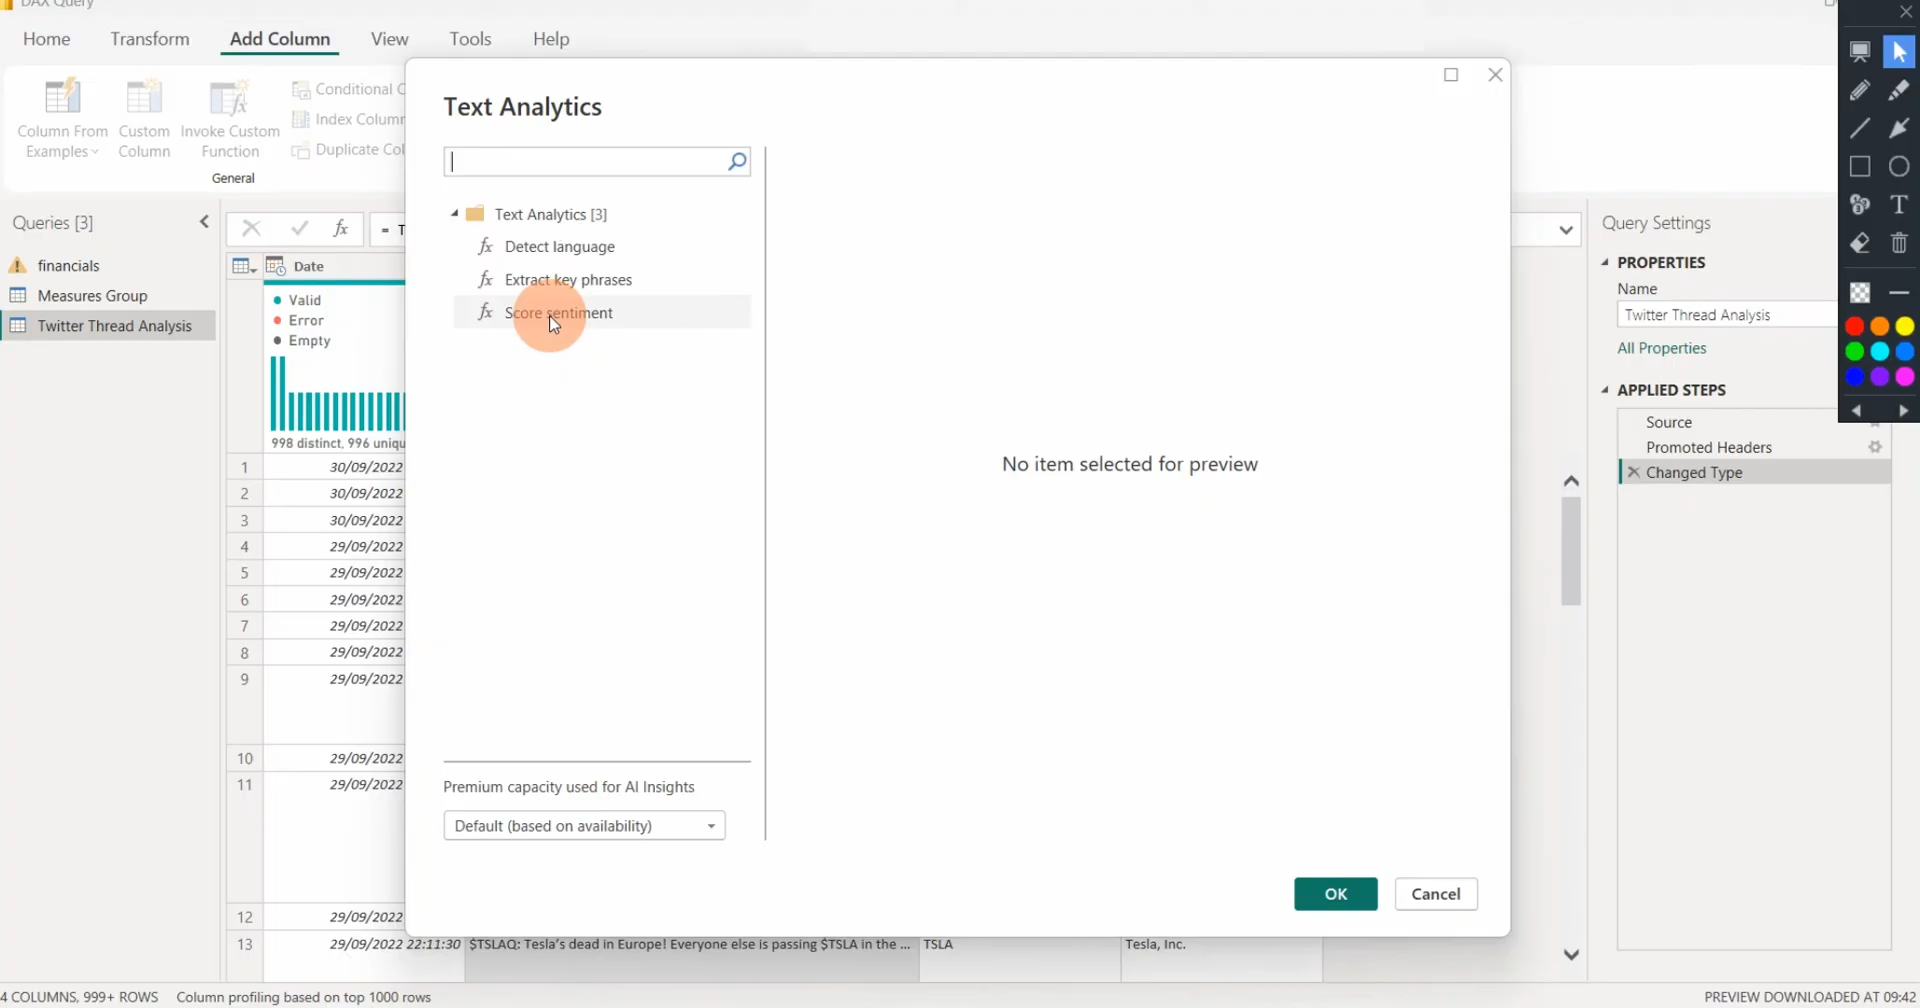 DAX Query
Home Transform Add Column View Tools Help
Column From Examples
Custom Column
Invoke Custom Function
Conditional C
Index Column
Duplicate Col
General
Text Analytics
Text Analytics [3]
Detect language
Extract key phrases
Score sentiment
No item selected for preview
Premium capacity used for AI Insights
Default (based on availability)
OK Cancel
Queries [3]
financials
Measures Group
Twitter Thread Analysis
fx = T
Date
Valid
Error
Empty
998 distinct, 996 uniqu
1 30/09/2022
2 30/09/2022
3 30/09/2022
4 29/09/2022
5 29/09/2022
6 29/09/2022
7 29/09/2022
8 29/09/2022
9 29/09/2022
10 29/09/2022
11 29/09/2022
12 29/09/2022
13 29/09/2022 22:11:30 $TSLAQ: Tesla's dead in Europe! Everyone else is passing $TSLA in the ... TSLA Tesla, Inc.
Query Settings
PROPERTIES
Name
Twitter Thread Analysis
All Properties
APPLIED STEPS
Source
Promoted Headers
Changed Type
4 COLUMNS, 999+ ROWS Column profiling based on top 1000 rows
PREVIEW DOWNLOADED AT 09:42